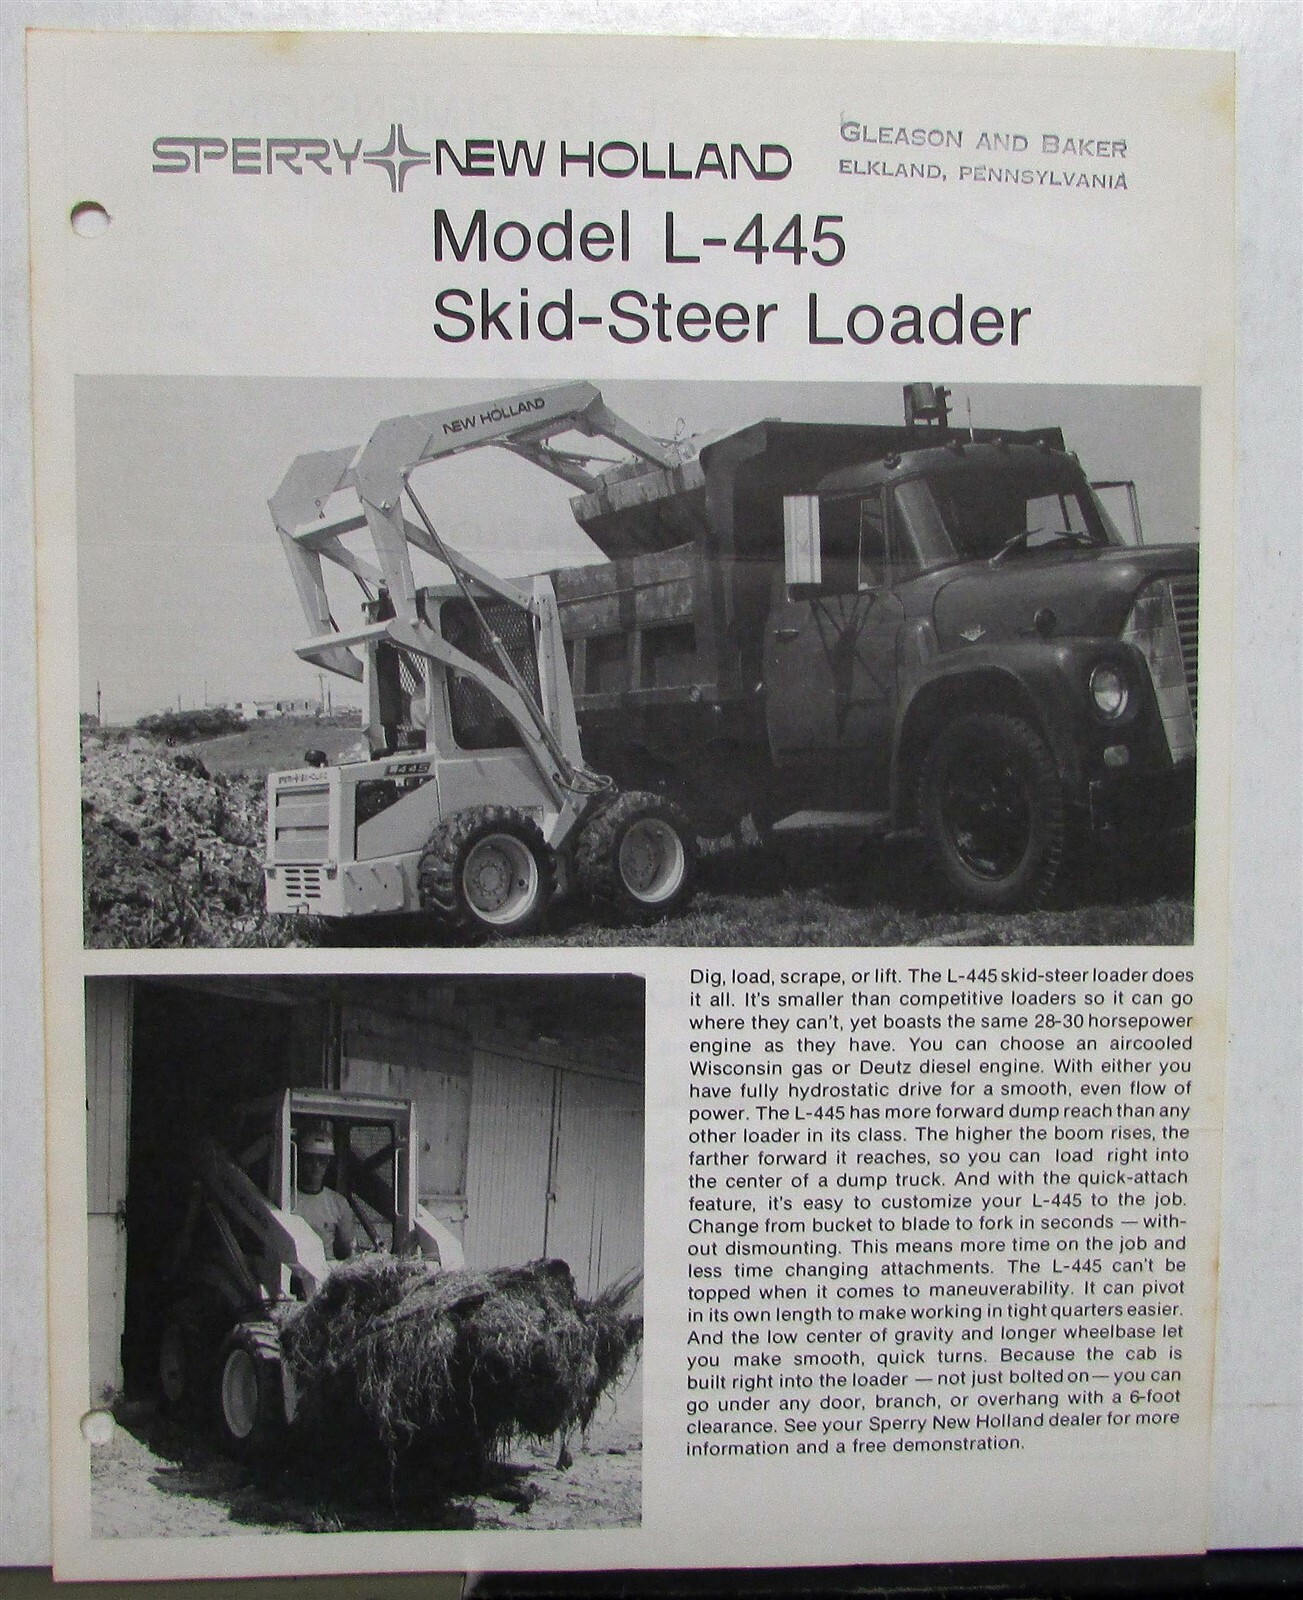 SPERRY NEW HOLLAND
GLEASON AND BAKER
ELKLAND, PENNSYLVANIA
Model L-445
Skid-Steer Loader
NEW HOLLAND
L-445
Dig, load, scrape, or lift. The L-445 skid-steer loader does
it all. It's smaller than competitive loaders so it can go
where they can't, yet boasts the same 28-30 horsepower
engine as they have. You can choose an aircooled
Wisconsin gas or Deutz diesel engine. With either you
have fully hydrostatic drive for a smooth, even flow of
power. The L-445 has more forward dump reach than any
other loader in its class. The higher the boom rises, the
farther forward it reaches, so you can load right into
the center of a dump truck. And with the quick-attach
feature, it's easy to customize your L-445 to the job.
Change from bucket to blade to fork in seconds — with-
out dismounting. This means more time on the job and
less time changing attachments. The L-445 can't be
topped when it comes to maneuverability. It can pivot
in its own length to make working in tight quarters easier.
And the low center of gravity and longer wheelbase let
you make smooth, quick turns. Because the cab is
built right into the loader — not just bolted on — you can
go under any door, branch, or overhang with a 6-foot
clearance. See your Sperry New Holland dealer for more
information and a free demonstration.